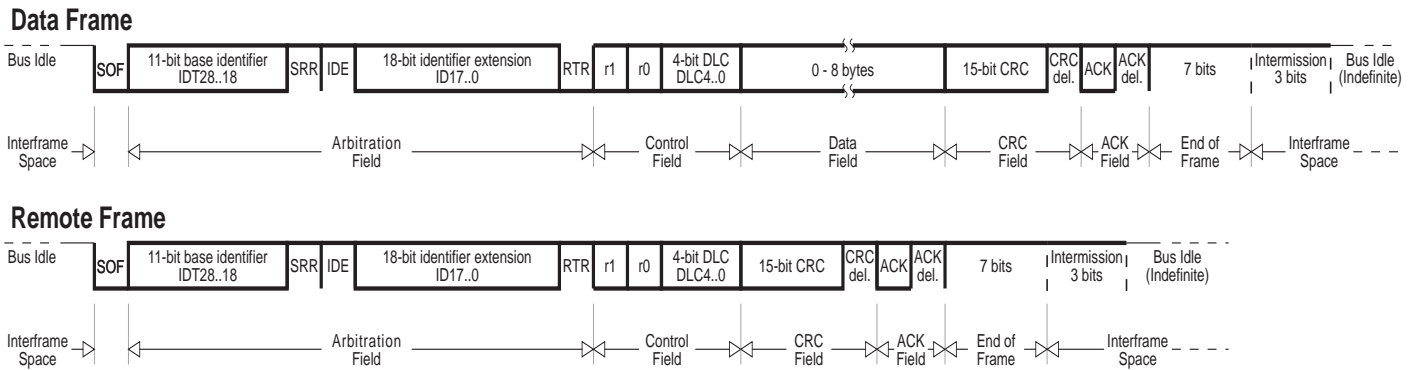 Data Frame
Bus Idle
SOF
11-bit base identifier
IDT28..18
SRR
IDE
18-bit identifier extension
ID17..0
RTR
r1
r0
4-bit DLC
DLC4..0
0 - 8 bytes
15-bit CRC
CRC
del.
ACK
ACK
del.
7 bits
Intermission
3 bits
Bus Idle
(Indefinite)
Interframe
Space
Arbitration
Field
Control
Field
Data
Field
CRC
Field
ACK
Field
End of
Frame
Interframe
Space
Remote Frame
Bus Idle
SOF
11-bit base identifier
IDT28..18
SRR
IDE
18-bit identifier extension
ID17..0
RTR
r1
r0
4-bit DLC
DLC4..0
15-bit CRC
CRC
del.
ACK
ACK
del.
7 bits
Intermission
3 bits
Bus Idle
(Indefinite)
Interframe
Space
Arbitration
Field
Control
Field
CRC
Field
ACK
Field
End of
Frame
Interframe
Space